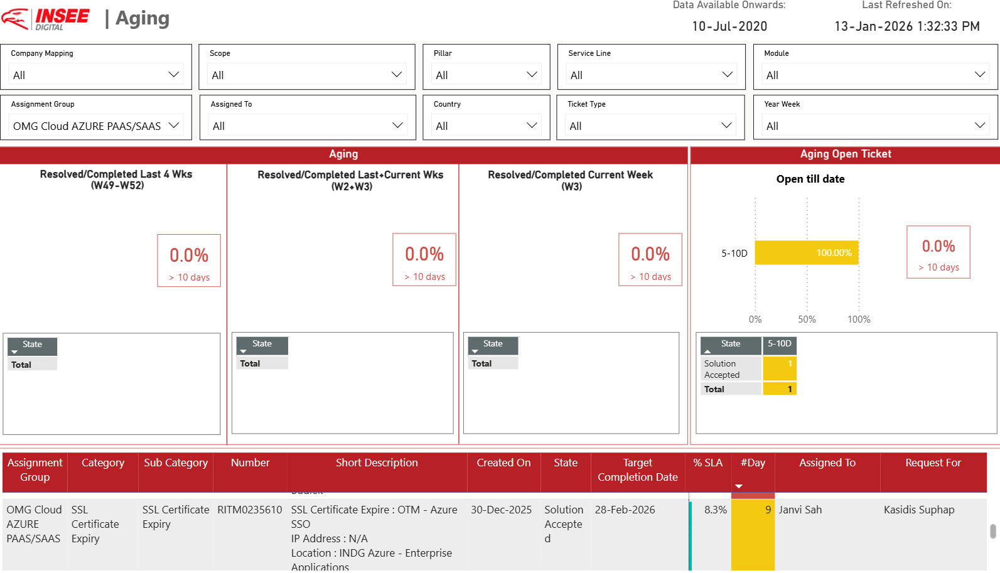 INSEE
DIGITAL
| Aging
Data Available Onwards:
10-Jul-2020
Last Refreshed On:
13-Jan-2026 1:32:33 PM
Company Mapping
All
Scope
All
Pillar
All
Service Line
All
Module
All
Assignment Group
OMG Cloud AZURE PAAS/SAAS
Assigned To
All
Country
All
Ticket Type
All
Year Week
All
Aging
Aging Open Ticket
Resolved/Completed Last 4 Wks
(W49-W52)
0.0%
> 10 days
State
Total
Resolved/Completed Last+Current Wks
(W2+W3)
0.0%
> 10 days
State
Total
Resolved/Completed Current Week
(W3)
0.0%
> 10 days
State
Total
Open till date
5-10D
100.00%
0%
50%
100%
0.0%
> 10 days
State 5-10D
Solution
Accepted
1
Total 1
Assignment
Group
Category
Sub Category
Number
Short Description
Created On
State
Target
Completion Date
% SLA
#Day
Assigned To
Request For
OMG Cloud
AZURE
PAAS/SAAS
SSL
Certificate
Expiry
SSL Certificate
Expiry
RITM0235610
SSL Certificate Expire : OTM - Azure
SSO
IP Address : N/A
Location : INDG Azure - Enterprise
Applications
30-Dec-2025
Solution
Accepte
d
28-Feb-2026
8.3%
9
Janvi Sah
Kasidis Suphap